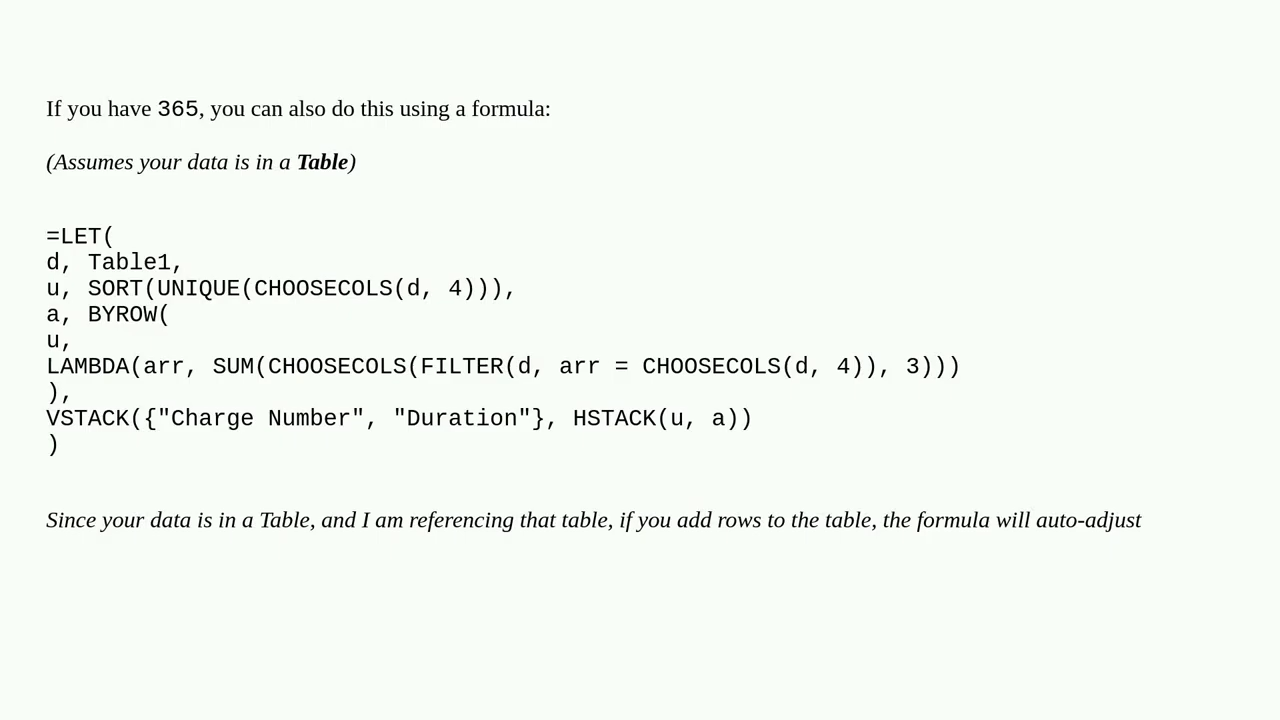 If you have 365, you can also do this using a formula:
(Assumes your data is in a Table)
=LET(
d, Table1,
u, SORT(UNIQUE(CHOOSECOLS(d, 4))),
a, BYROW(
u,
LAMBDA(arr, SUM(CHOOSECOLS(FILTER(d, arr = CHOOSECOLS(d, 4)), 3)))
),
VSTACK({"Charge Number", "Duration"}, HSTACK(u, a))
)
Since your data is in a Table, and I am referencing that table, if you add rows to the table, the formula will auto-adjust